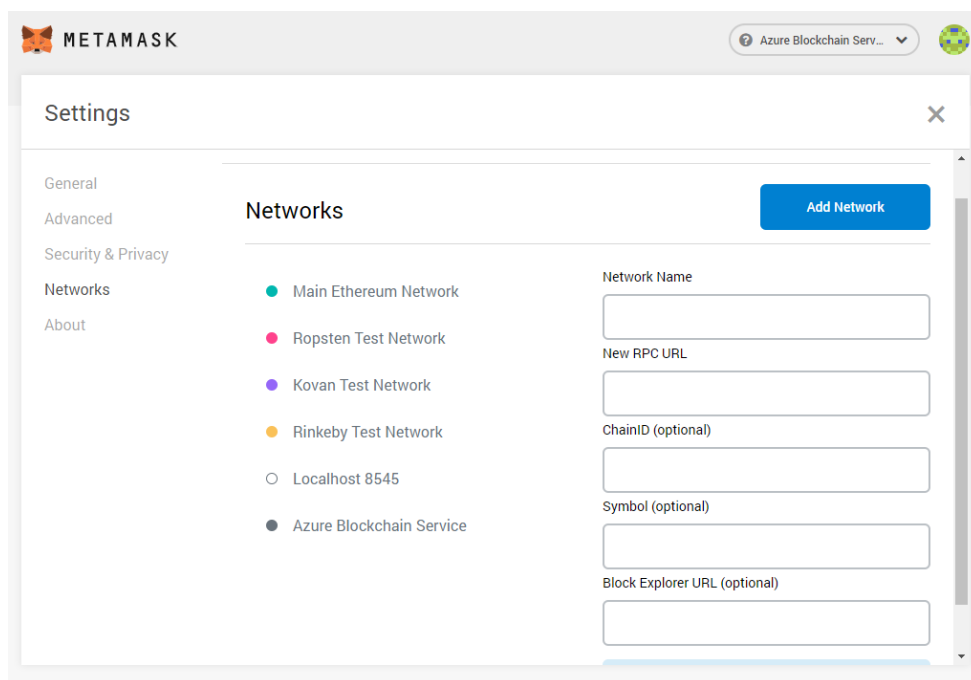 METAMASK
Azure Blockchain Serv...
Settings
General
Advanced
Security & Privacy
Networks
About
Networks
Add Network
Main Ethereum Network
Ropsten Test Network
Kovan Test Network
Rinkeby Test Network
Localhost 8545
Azure Blockchain Service
Network Name
New RPC URL
ChainID (optional)
Symbol (optional)
Block Explorer URL (optional)